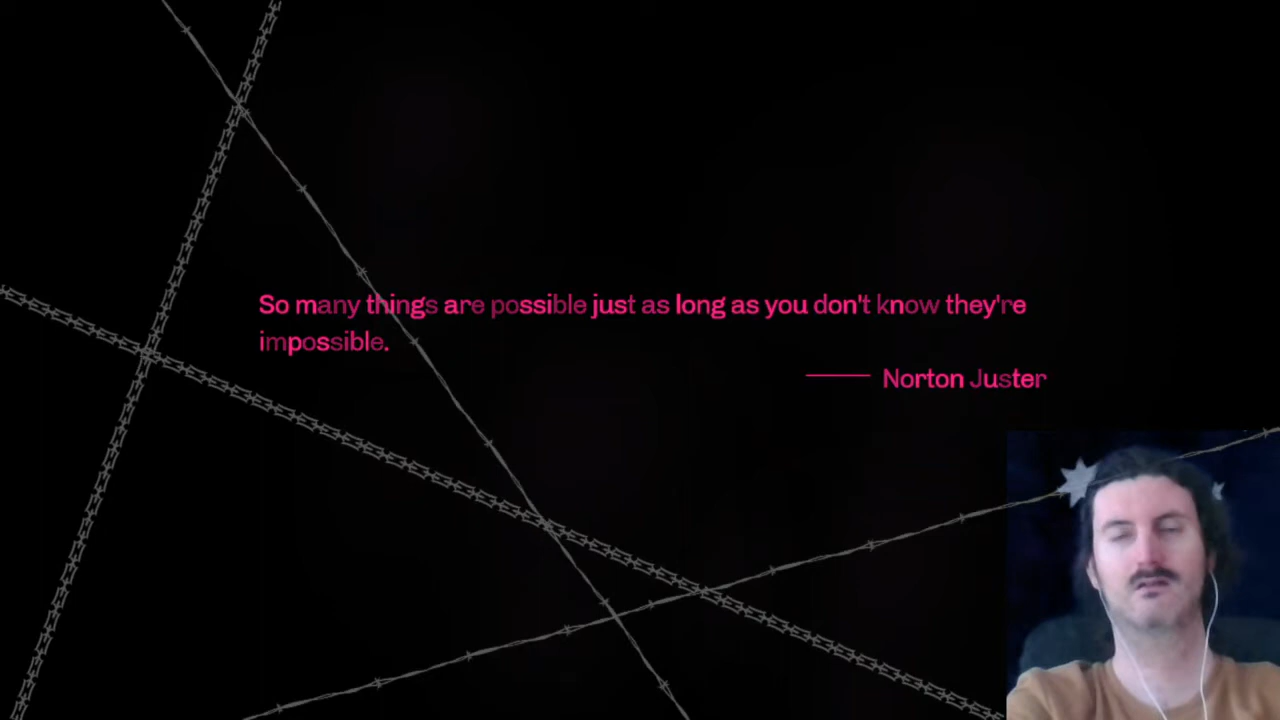 So many things are possible just as long as you don't know they're
impossible.
Norton Juster